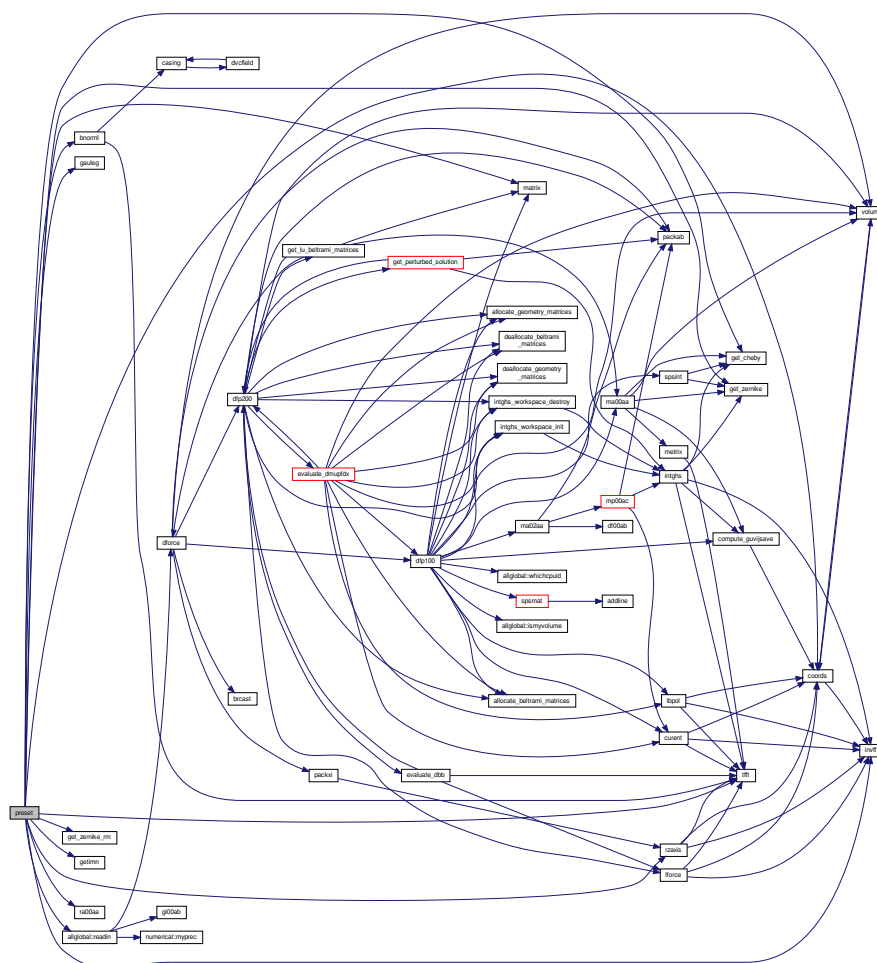 casing
dvcfield
bnorml
gauleg
matrix
volum
packab
get_lu_beltrami_matrices
get_perturbed_solution
allocate_geometry_matrices
deallocate_beltrami
_matrices
get_cheby
deallocate_geometry
_matrices
spsint
get_zernike
dfp200
intghs_workspace_destroy
ma00aa
intghs_workspace_init
metrix
evaluate_dmupfdx
intghs
mp00ac
ma02aa
df00ab
compute_guvijsave
dforce
dfp100
allglobal::whichcpuid
spsmat
addline
allglobal::ismyvolume
coords
brcast
allocate_beltrami_matrices
lbpol
curent
invff
packxi
evaluate_dbb
tfft
preset
get_zernike_rm
rzaxis
getimn
lforce
ra00aa
gi00ab
allglobal::readin
numerical::myprec